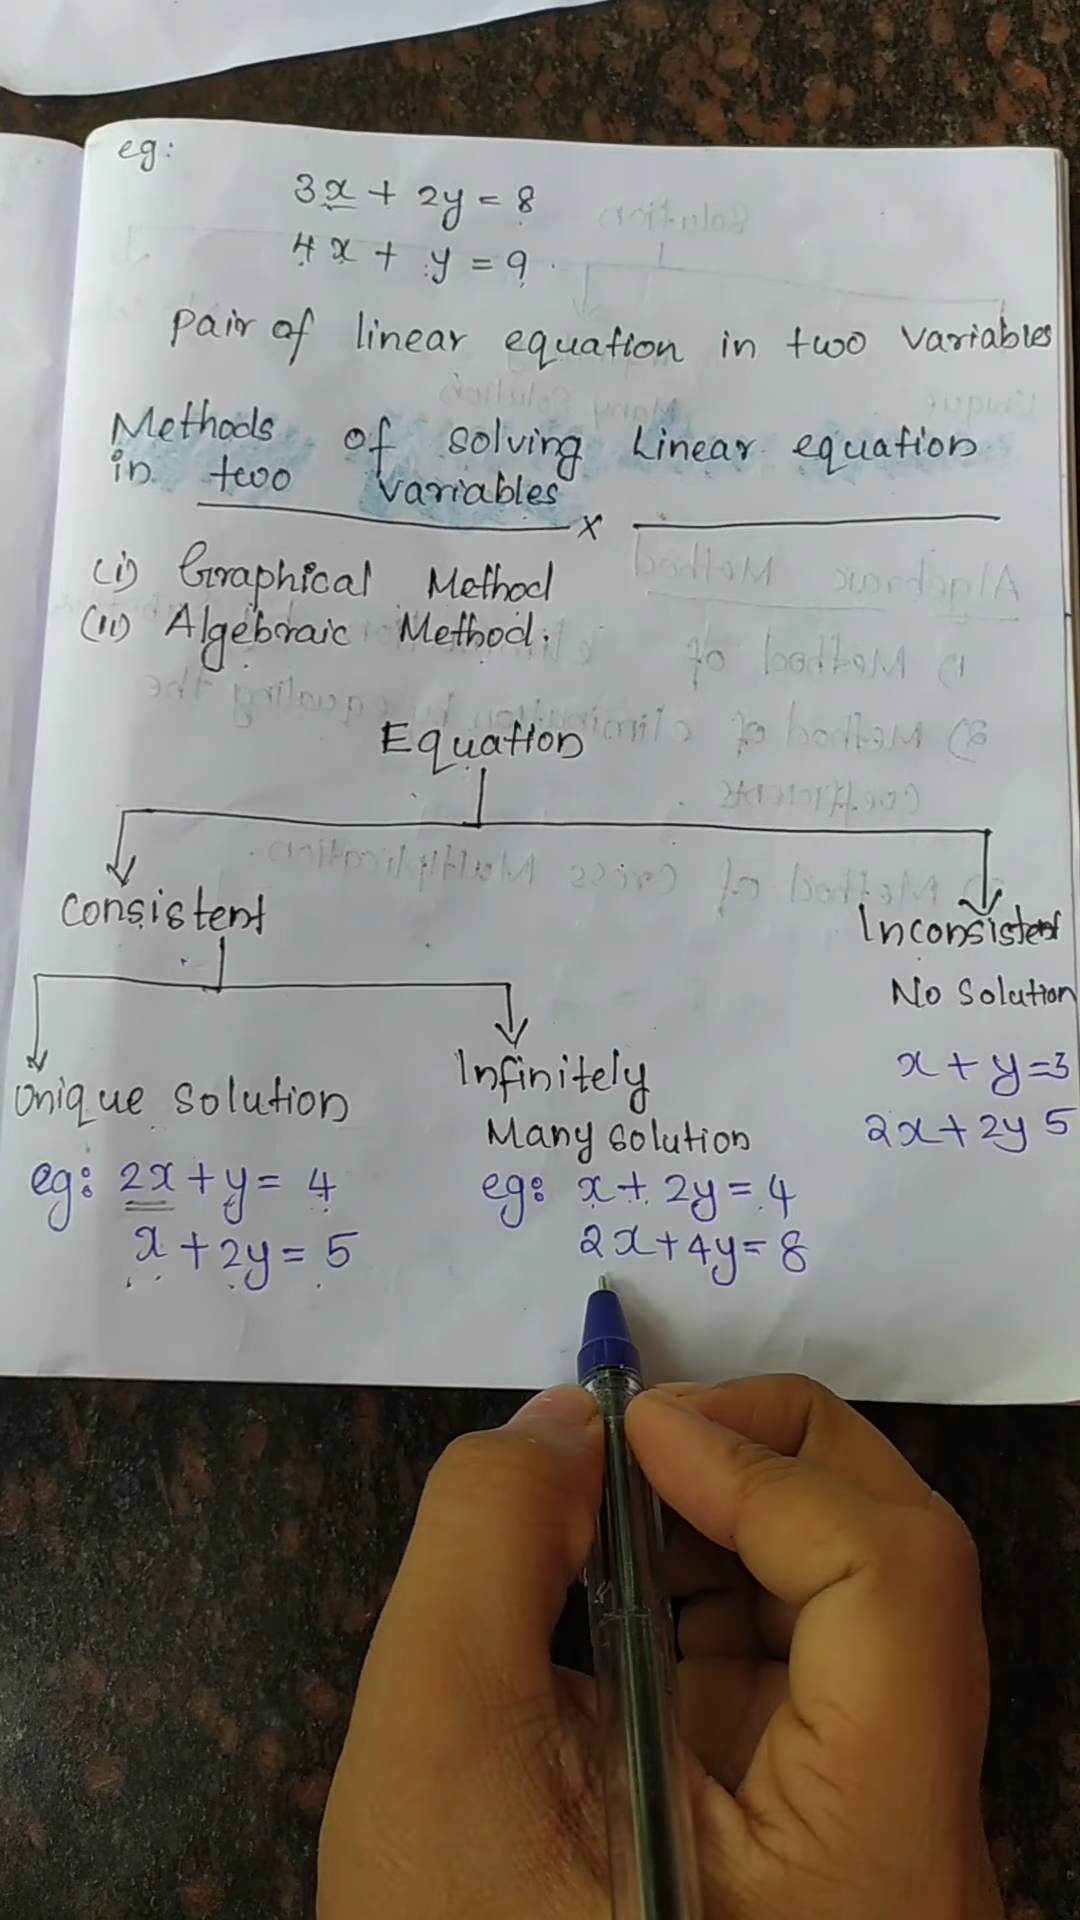 eg:
3x + 2y = 8
4x + y = 9.
pair of linear equation in two variables
Methods of solving Linear equation
in two variables
x
(i) Graphical Method
(ii) Algebraic Method.
Equation
Consistent
Inconsistent
No Solution
x + y = 3
2x + 2y 5
Unique Solution
eg: 2x + y = 4
x + 2y = 5
Infinitely
Many Solution
eg: x + 2y = 4
2x + 4y = 8